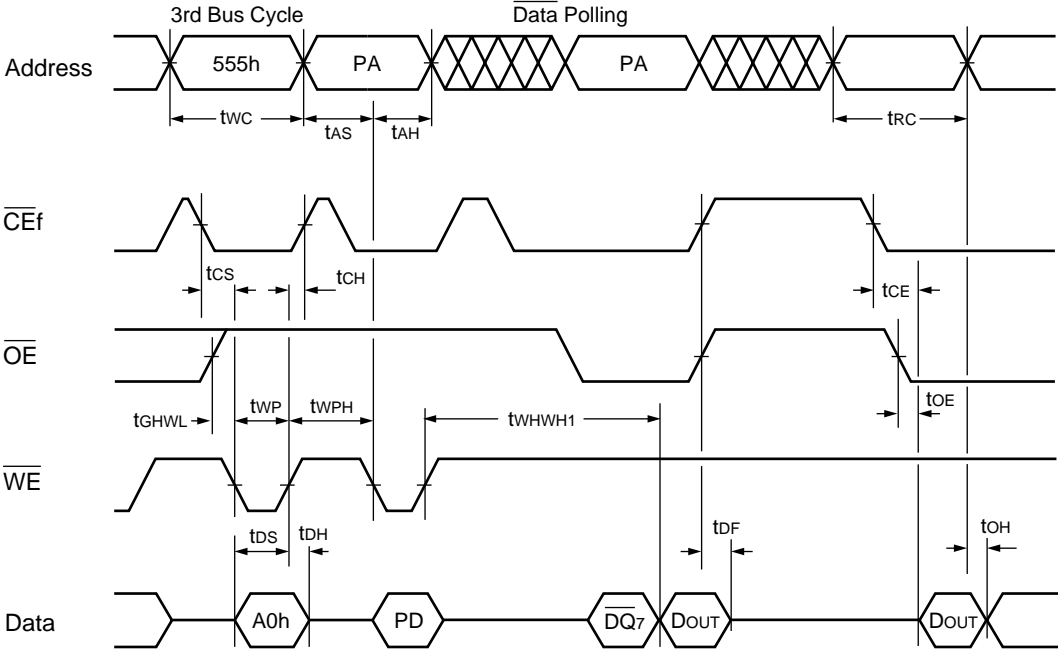 3rd Bus Cycle
Data Polling
Address
555h
PA
PA
tWC
tAS
tAH
tRC
CEf
tCS
tCH
tCE
OE
tGHWL
tWP
tWPH
tWHWH1
tOE
WE
tDS
tDH
tDF
tOH
Data
A0h
PD
DQ7
DOUT
DOUT